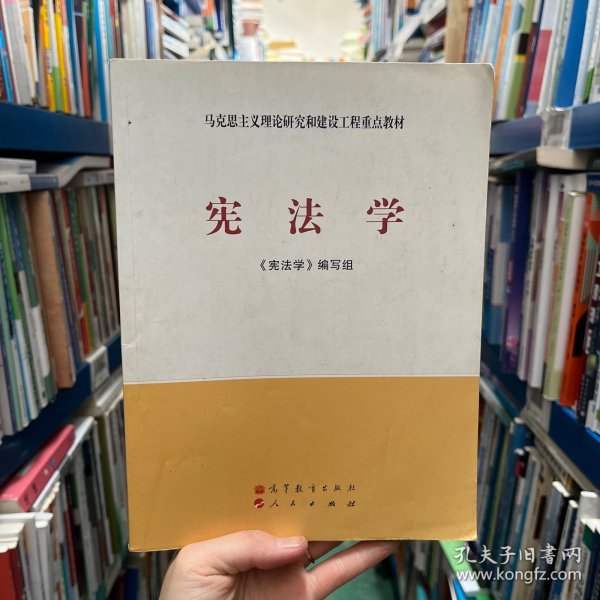 马克思主义理论研究和建设工程重点教材
宪法学
《宪法学》编写组
高等教育出版社
人民出版社
孔夫子旧書网
www.kongfz.com